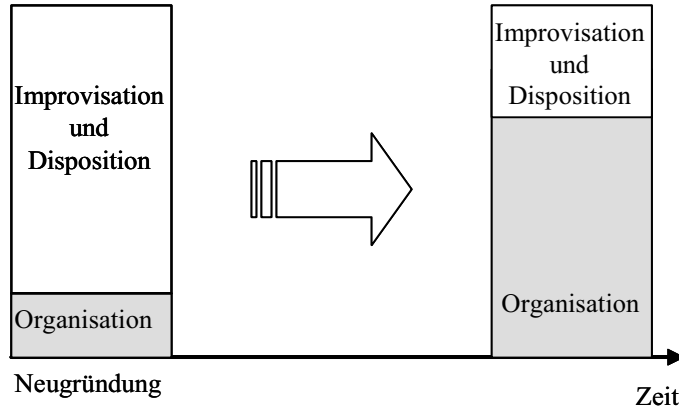 Improvisation
und
Disposition
Organisation
Improvisation
und
Disposition
Organisation
Neugründung
Zeit